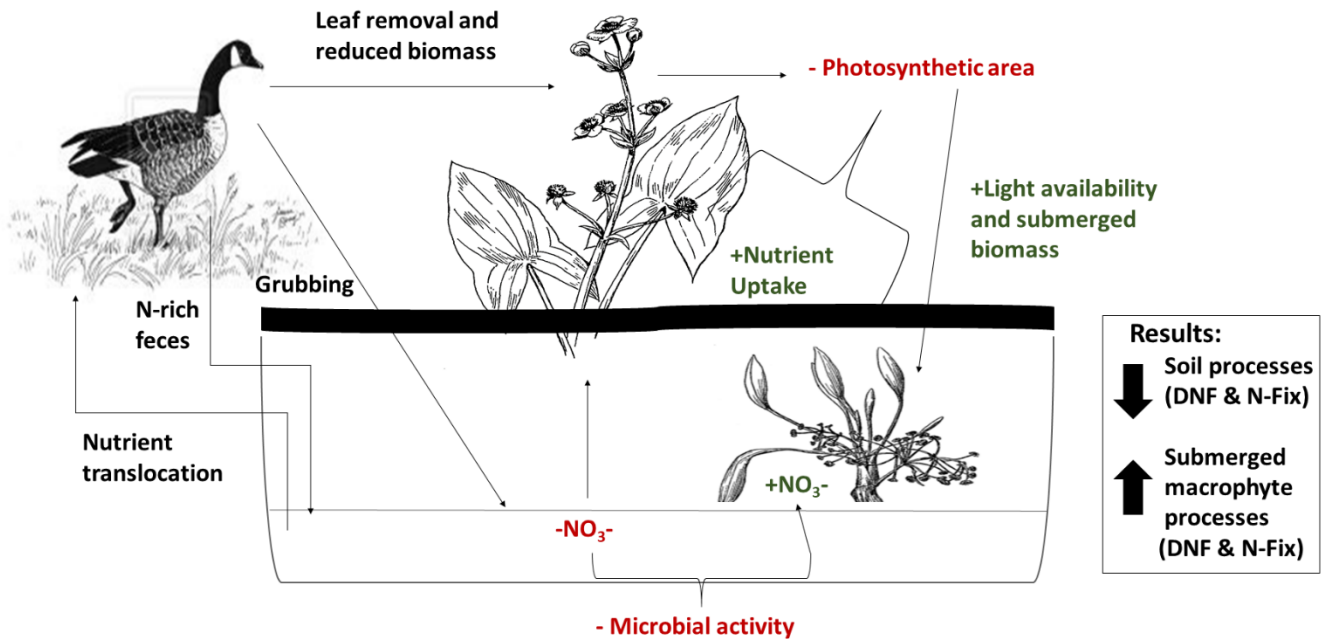 Leaf removal and
reduced biomass
- Photosynthetic area
+Light availability
and submerged
biomass
+Nutrient
Uptake
Grubbing
N-rich
feces
Nutrient
translocation
-NO₃-
+NO₃-
- Microbial activity
Results:
Soil processes
(DNF & N-Fix)
Submerged
macrophyte
processes
(DNF & N-Fix)